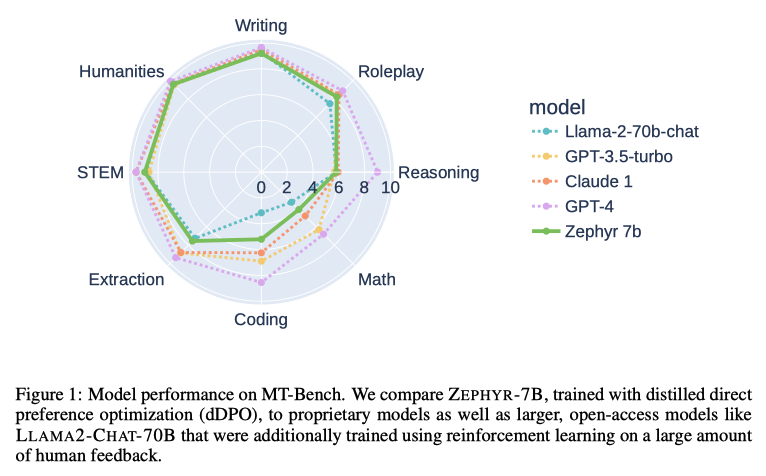 Writing
Humanities
Roleplay
STEM
0 2 4 6 8 10
Reasoning
Extraction
Math
Coding
model
Llama-2-70b-chat
GPT-3.5-turbo
Claude 1
GPT-4
Zephyr 7b
Figure 1: Model performance on MT-Bench. We compare ZEPHYR-7B, trained with distilled direct
preference optimization (dDPO), to proprietary models as well as larger, open-access models like
LLAMA2-CHAT-70B that were additionally trained using reinforcement learning on a large amount
of human feedback.